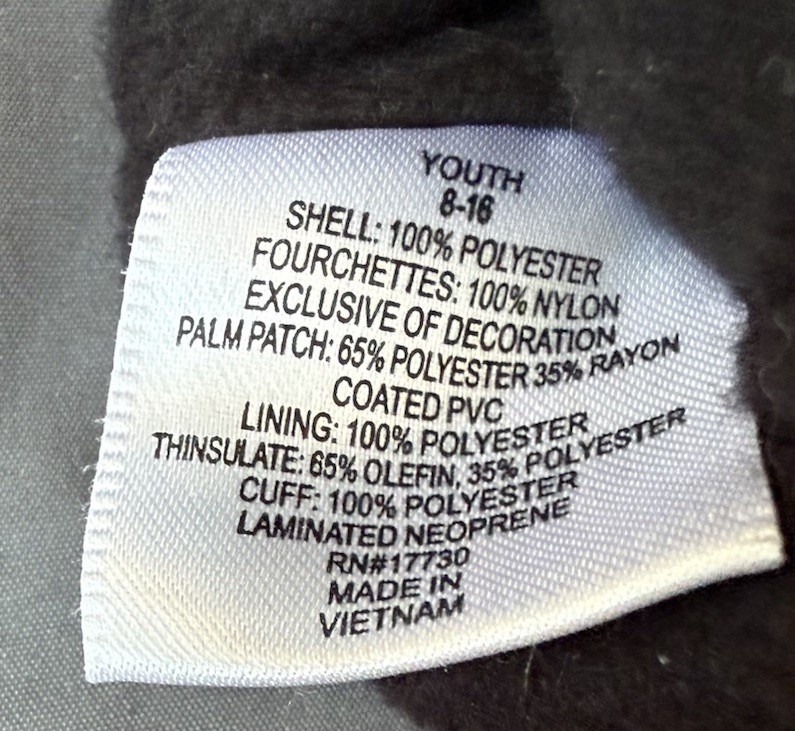 YOUTH
8-16
SHELL: 100% POLYESTER
FOURCHETTES: 100% NYLON
EXCLUSIVE OF DECORATION
PALM PATCH: 65% POLYESTER 35% RAYON
COATED PVC
LINING: 100% POLYESTER
THINSULATE: 65% OLEFIN, 35% POLYESTER
CUFF: 100% POLYESTER
LAMINATED NEOPRENE
RN#17730
MADE IN
VIETNAM